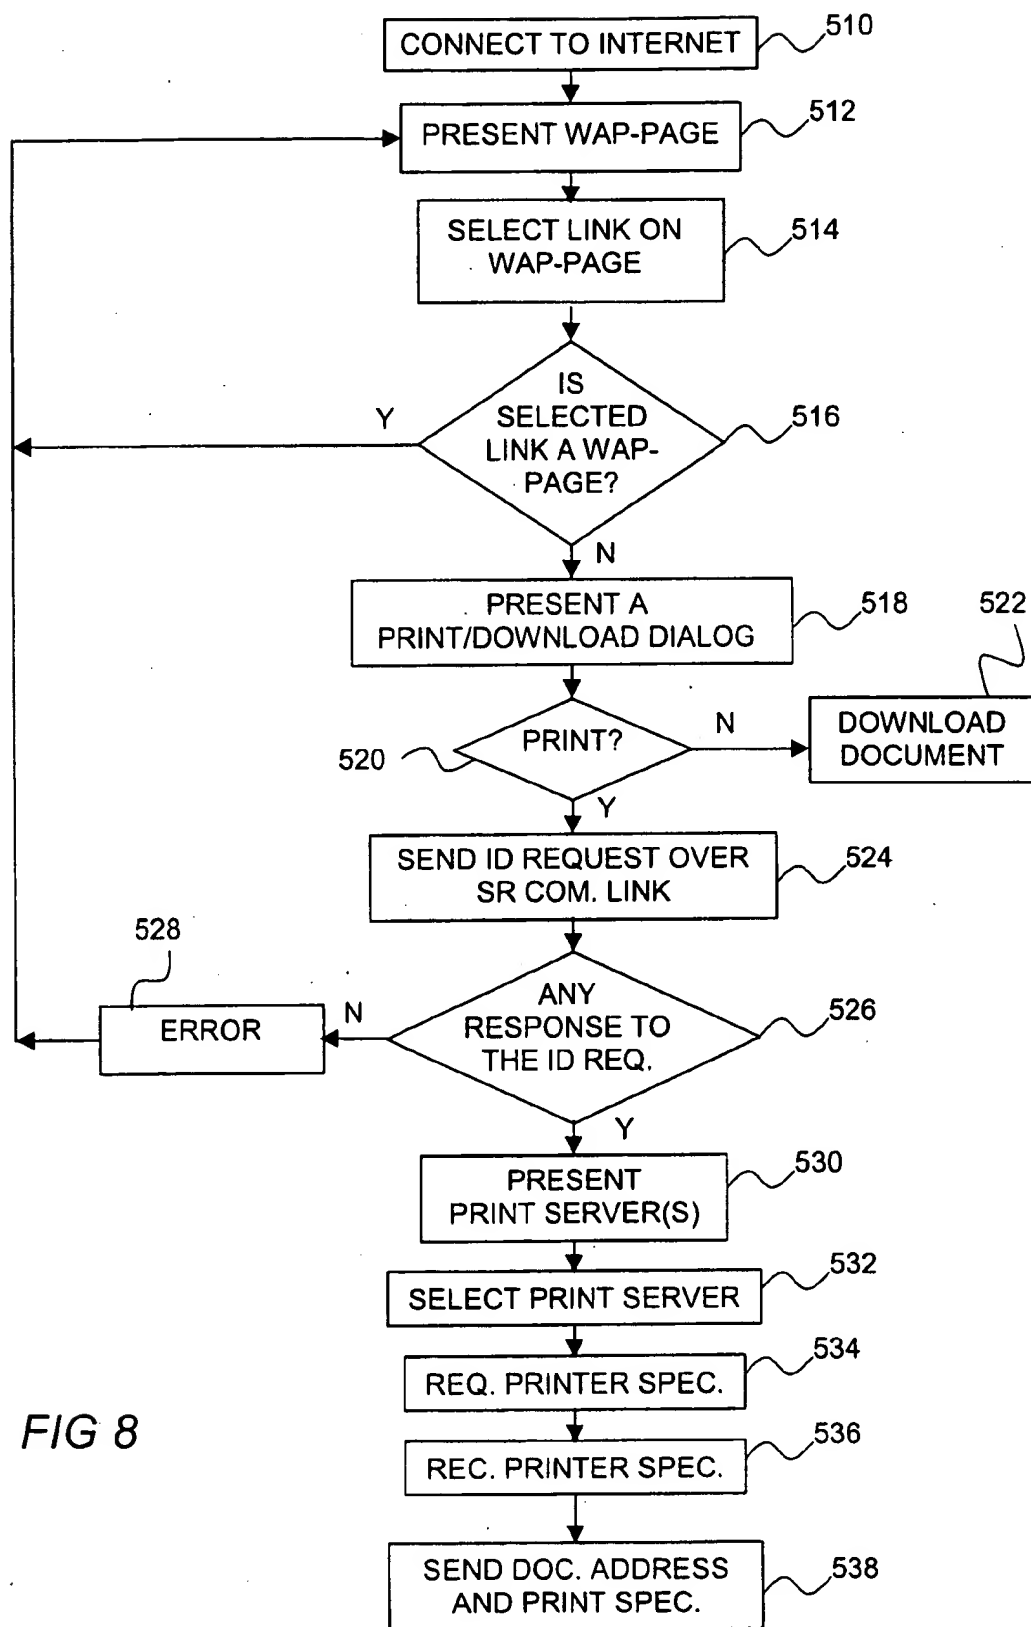 CONNECT TO INTERNET
510
PRESENT WAP-PAGE
512
SELECT LINK ON
WAP-PAGE
514
IS
SELECTED
LINK A WAP-
PAGE?
516
Y
N
PRESENT A
PRINT/DOWNLOAD DIALOG
518
522
PRINT?
520
N
DOWNLOAD
DOCUMENT
Y
SEND ID REQUEST OVER
SR COM. LINK
524
528
ERROR
N
ANY
RESPONSE TO
THE ID REQ.
526
Y
PRESENT
PRINT SERVER(S)
530
SELECT PRINT SERVER
532
REQ. PRINTER SPEC.
534
FIG 8
REC. PRINTER SPEC.
536
SEND DOC. ADDRESS
AND PRINT SPEC.
538